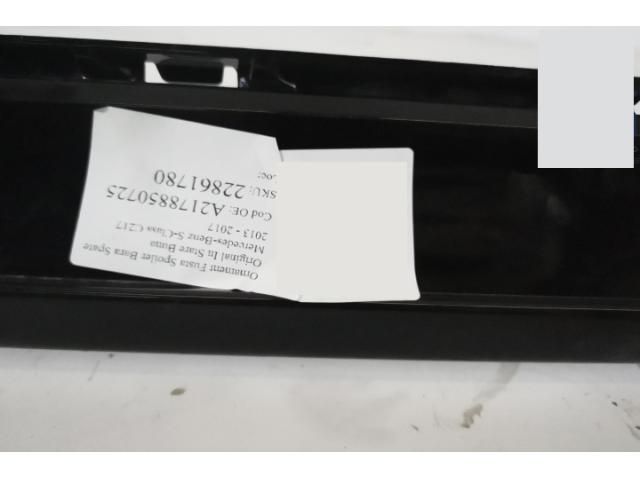 Ornament Fusta Spoiler Bara Spate
Original In Stare Buna
Mercedes-Benz S-Class C217
2013 - 2017
Cod OE: A2178850725
SKU: 22861780
Loc: